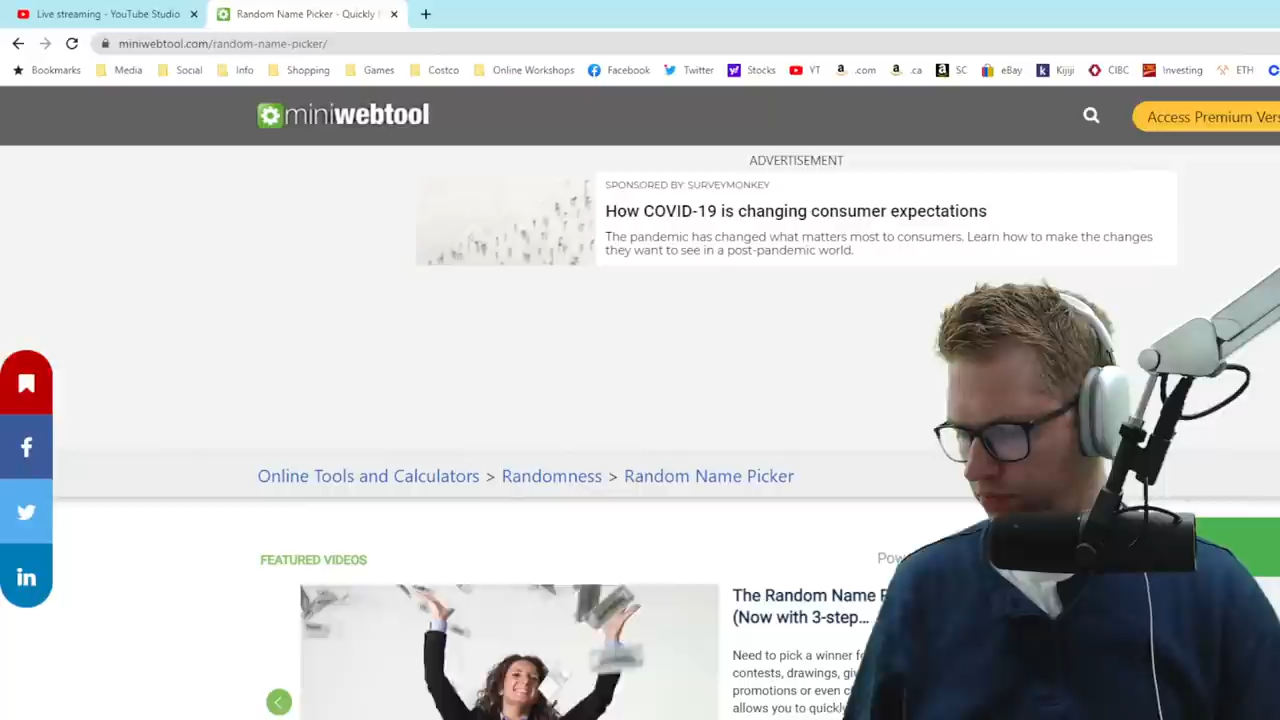 Live streaming - YouTube Studio
Random Name Picker - Quickly
miniwebtool.com/random-name-picker/
Bookmarks Media Social Info Shopping Games Costco Online Workshops Facebook Twitter Stocks YT .com .ca SC eBay Kijiji CIBC Investing ETH
miniwebtool
Access Premium Vers
ADVERTISEMENT
SPONSORED BY SURVEYMONKEY
How COVID-19 is changing consumer expectations
The pandemic has changed what matters most to consumers. Learn how to make the changes
they want to see in a post-pandemic world.
Online Tools and Calculators > Randomness > Random Name Picker
FEATURED VIDEOS
The Random Name
(Now with 3-step...
Need to pick a winner
contests, drawings,
promotions or even
allows you to quickly